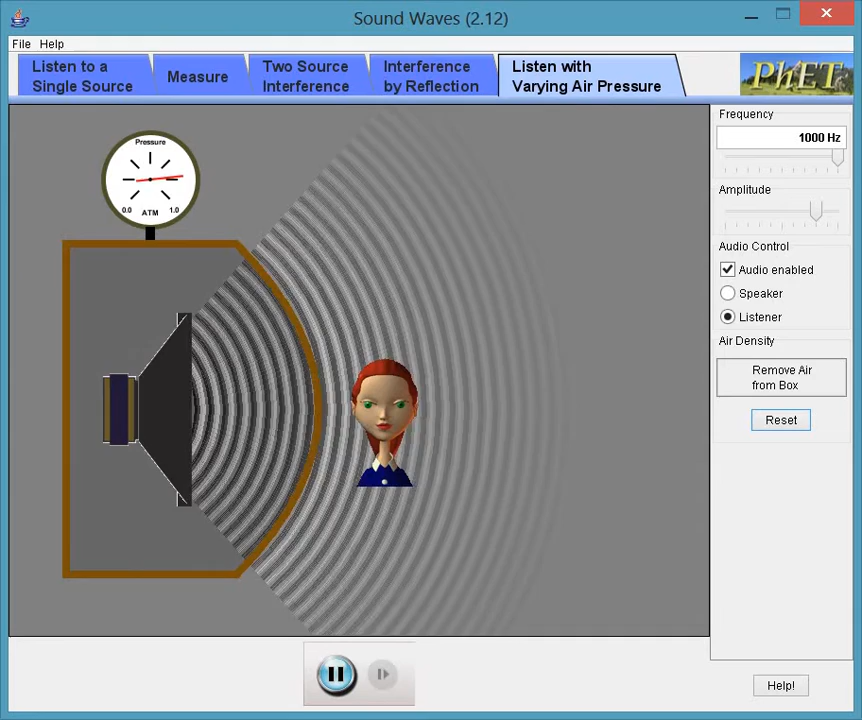 Sound Waves (2.12)
File Help
Listen to a
Single Source
Measure
Two Source
Interference
Interference
by Reflection
Listen with
Varying Air Pressure
PhET
Pressure
0.0
1.0
ATM
Frequency
1000 Hz
Amplitude
Audio Control
Audio enabled
Speaker
Listener
Air Density
Remove Air
from Box
Reset
Help!